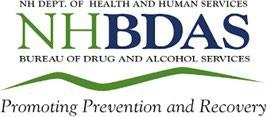 NH DEPT. OF HEALTH AND HUMAN SERVICES
NHBDAS
BUREAU OF DRUG AND ALCOHOL SERVICES
Promoting Prevention and Recovery